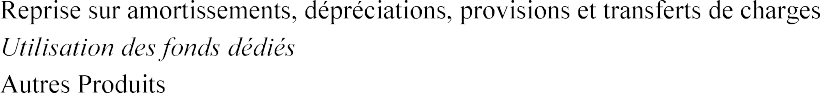 Reprise sur amortissements, dépréciations, provisions et transferts de charges
Utilisation des fonds dédiés
Autres Produits